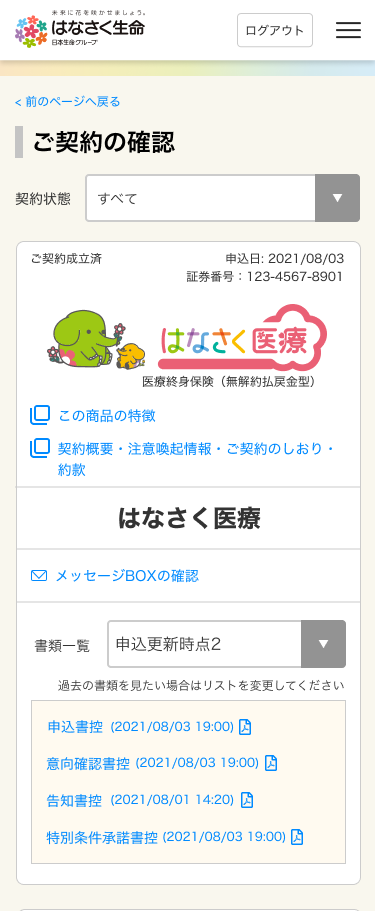 未来に花を咲かせましょう。
はなさく生命
日本生命グループ
ログアウト
< 前のページへ戻る
ご契約の確認
契約状態
すべて
ご契約成立済
申込日: 2021/08/03
証券番号：123-4567-8901
はなさく医療
医療終身保険（無解約払戻金型）
この商品の特徴
契約概要・注意喚起情報・ご契約のしおり・
約款
はなさく医療
メッセージBOXの確認
書類一覧
申込更新時点2
過去の書類を見たい場合はリストを変更してください
申込書控 (2021/08/03 19:00)
意向確認書控 (2021/08/03 19:00)
告知書控 (2021/08/01 14:20)
特別条件承諾書控 (2021/08/03 19:00)